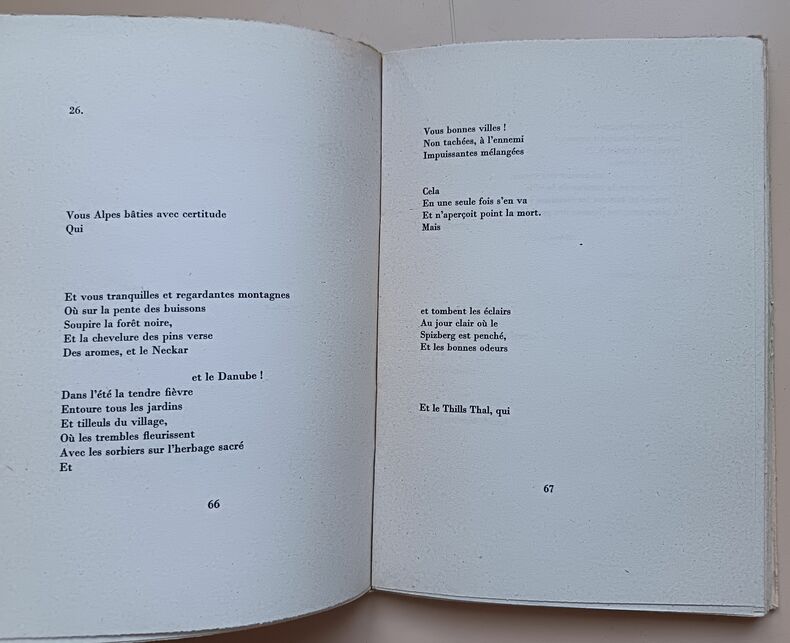 26.
Vous Alpes bâties avec certitude
Qui
Et vous tranquilles et regardantes montagnes
Où sur la pente des buissons
Soupire la forêt noire,
Et la chevelure des pins verse
Des aromes, et le Neckar
et le Danube !
Dans l'été la tendre fièvre
Entoure tous les jardins
Et tilleuls du village,
Où les trembles fleurissent
Avec les sorbiers sur l'herbage sacré
Et
66
Vous bonnes villes !
Non tachées, à l'ennemi
Impuissantes mélangées
Cela
En une seule fois s'en va
Et n'aperçoit point la mort.
Mais
et tombent les éclairs
Au jour clair où le
Spizberg est penché,
Et les bonnes odeurs
Et le Thills Thal, qui
67